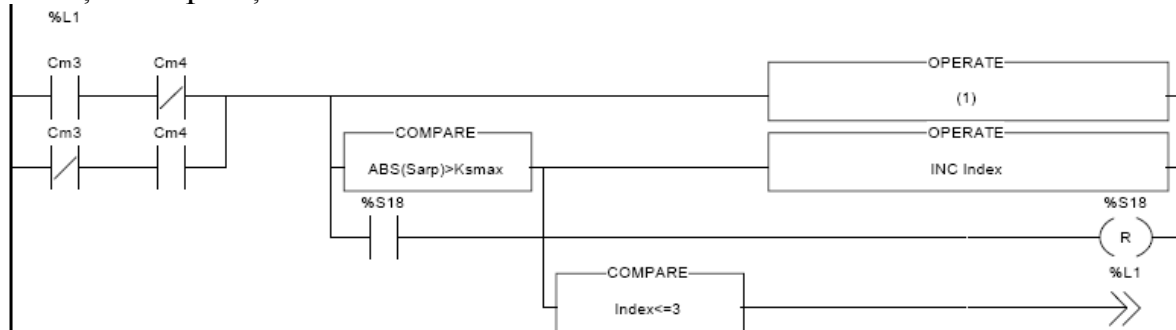 %L1
Cm3 Cm4 OPERATE
(1)
Cm3 Cm4 COMPARE OPERATE
ABS(Sarp)>Ksmax INC Index
%S18 %S18
R
COMPARE %L1
Index<=3